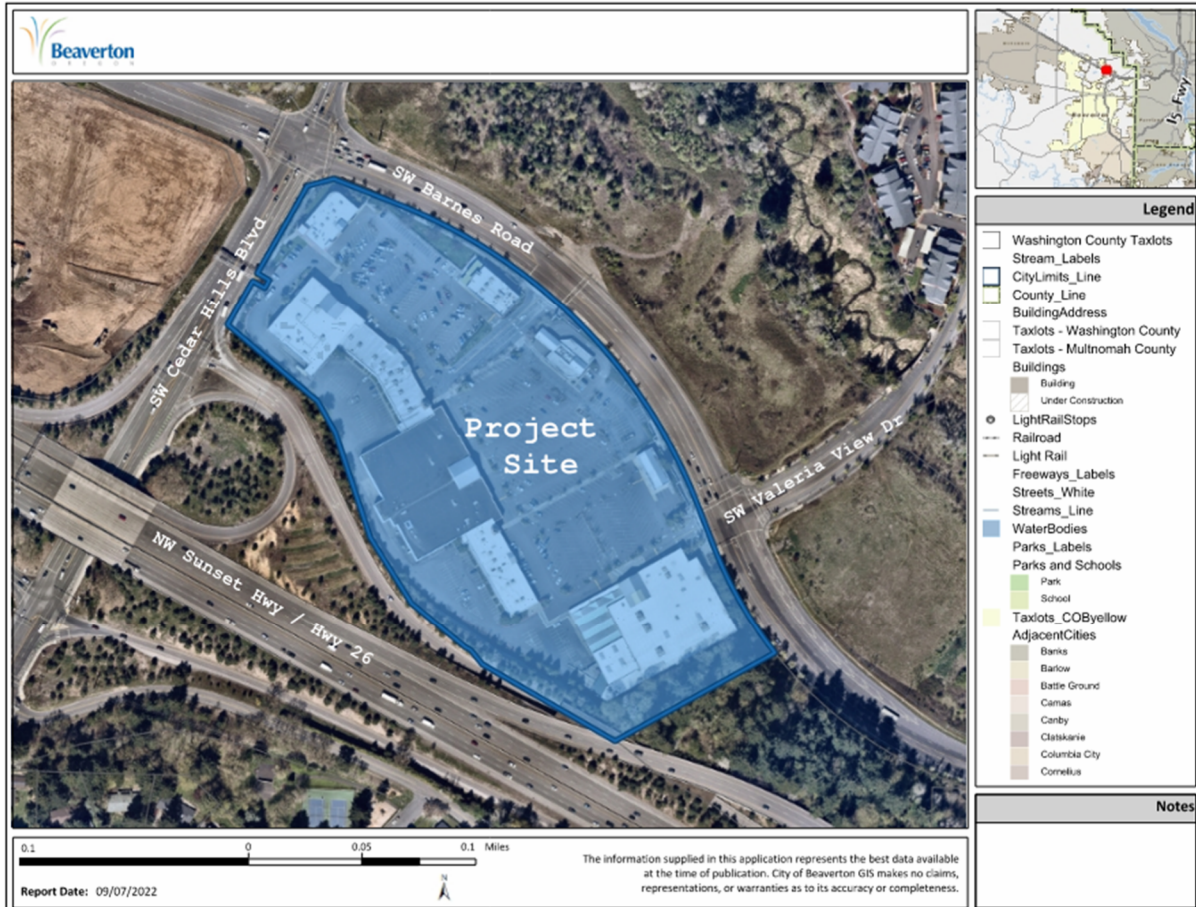 Beaverton
OREGON
SW Barnes Road
SW Cedar Hills Blvd
Project
Site
SW Valeria View Dr
NW Sunset Hwy / Hwy 26
I5 Fwy
Legend
Washington County Taxlots
Stream_Labels
CityLimits_Line
County_Line
BuildingAddress
Taxlots - Washington County
Taxlots - Multnomah County
Buildings
Building
Under Construction
LightRailStops
Railroad
Light Rail
Freeways_Labels
Streets_White
Streams_Line
WaterBodies
Parks_Labels
Parks and Schools
Park
School
Taxlots_COByellow
AdjacentCities
Banks
Barlow
Battle Ground
Camas
Canby
Clatskanie
Columbia City
Cornelius
Notes
0.1 0 0.05 0.1 Miles
N
Report Date: 09/07/2022
The information supplied in this application represents the best data available
at the time of publication. City of Beaverton GIS makes no claims,
representations, or warranties as to its accuracy or completeness.